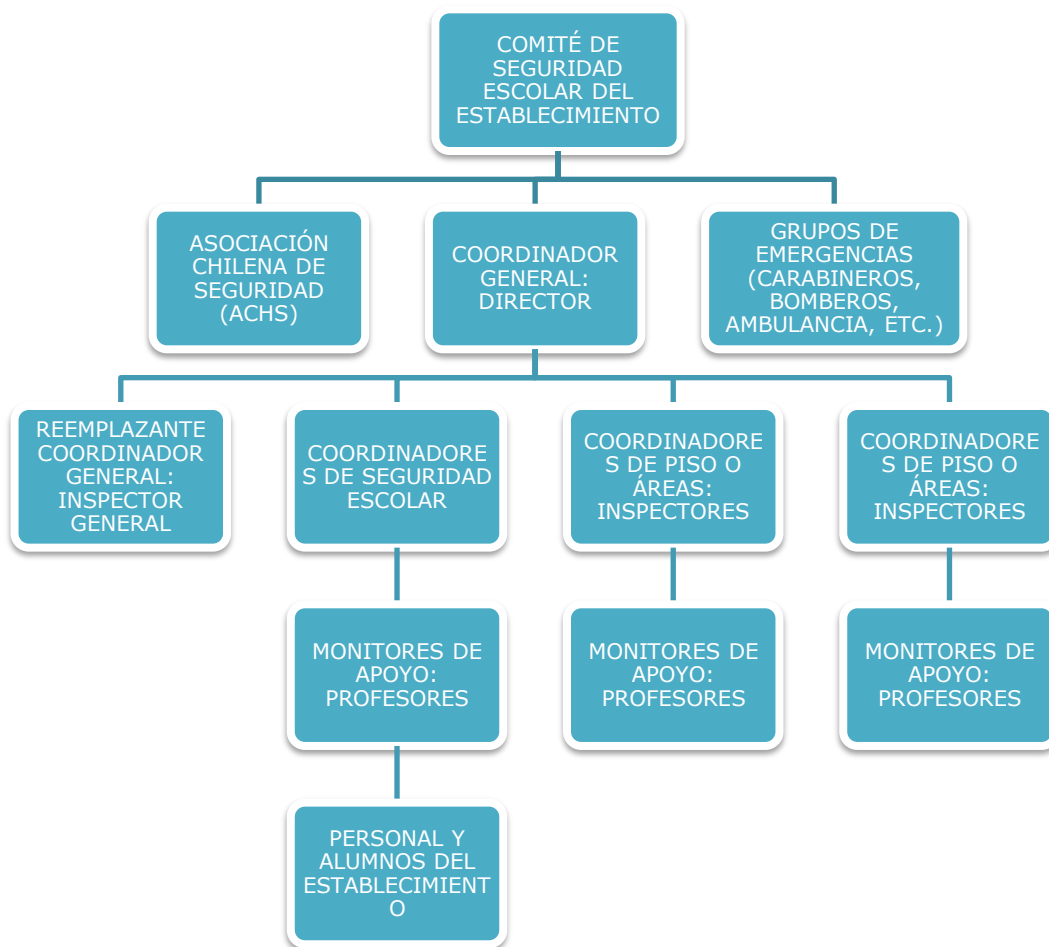 COMITÉ DE
SEGURIDAD
ESCOLAR DEL
ESTABLECIMIENTO
ASOCIACIÓN
CHILENA DE
SEGURIDAD
(ACHS)
COORDINADOR
GENERAL:
DIRECTOR
GRUPOS DE
EMERGENCIAS
(CARABINEROS,
BOMBEROS,
AMBULANCIA, ETC.)
REEMPLAZANTE
COORDINADOR
GENERAL:
INSPECTOR
GENERAL
COORDINADORE
S DE SEGURIDAD
ESCOLAR
COORDINADORE
S DE PISO O
ÁREAS:
INSPECTORES
COORDINADORE
S DE PISO O
ÁREAS:
INSPECTORES
MONITORES DE
APOYO:
PROFESORES
MONITORES DE
APOYO:
PROFESORES
MONITORES DE
APOYO:
PROFESORES
PERSONAL Y
ALUMNOS DEL
ESTABLECIMIENT
O